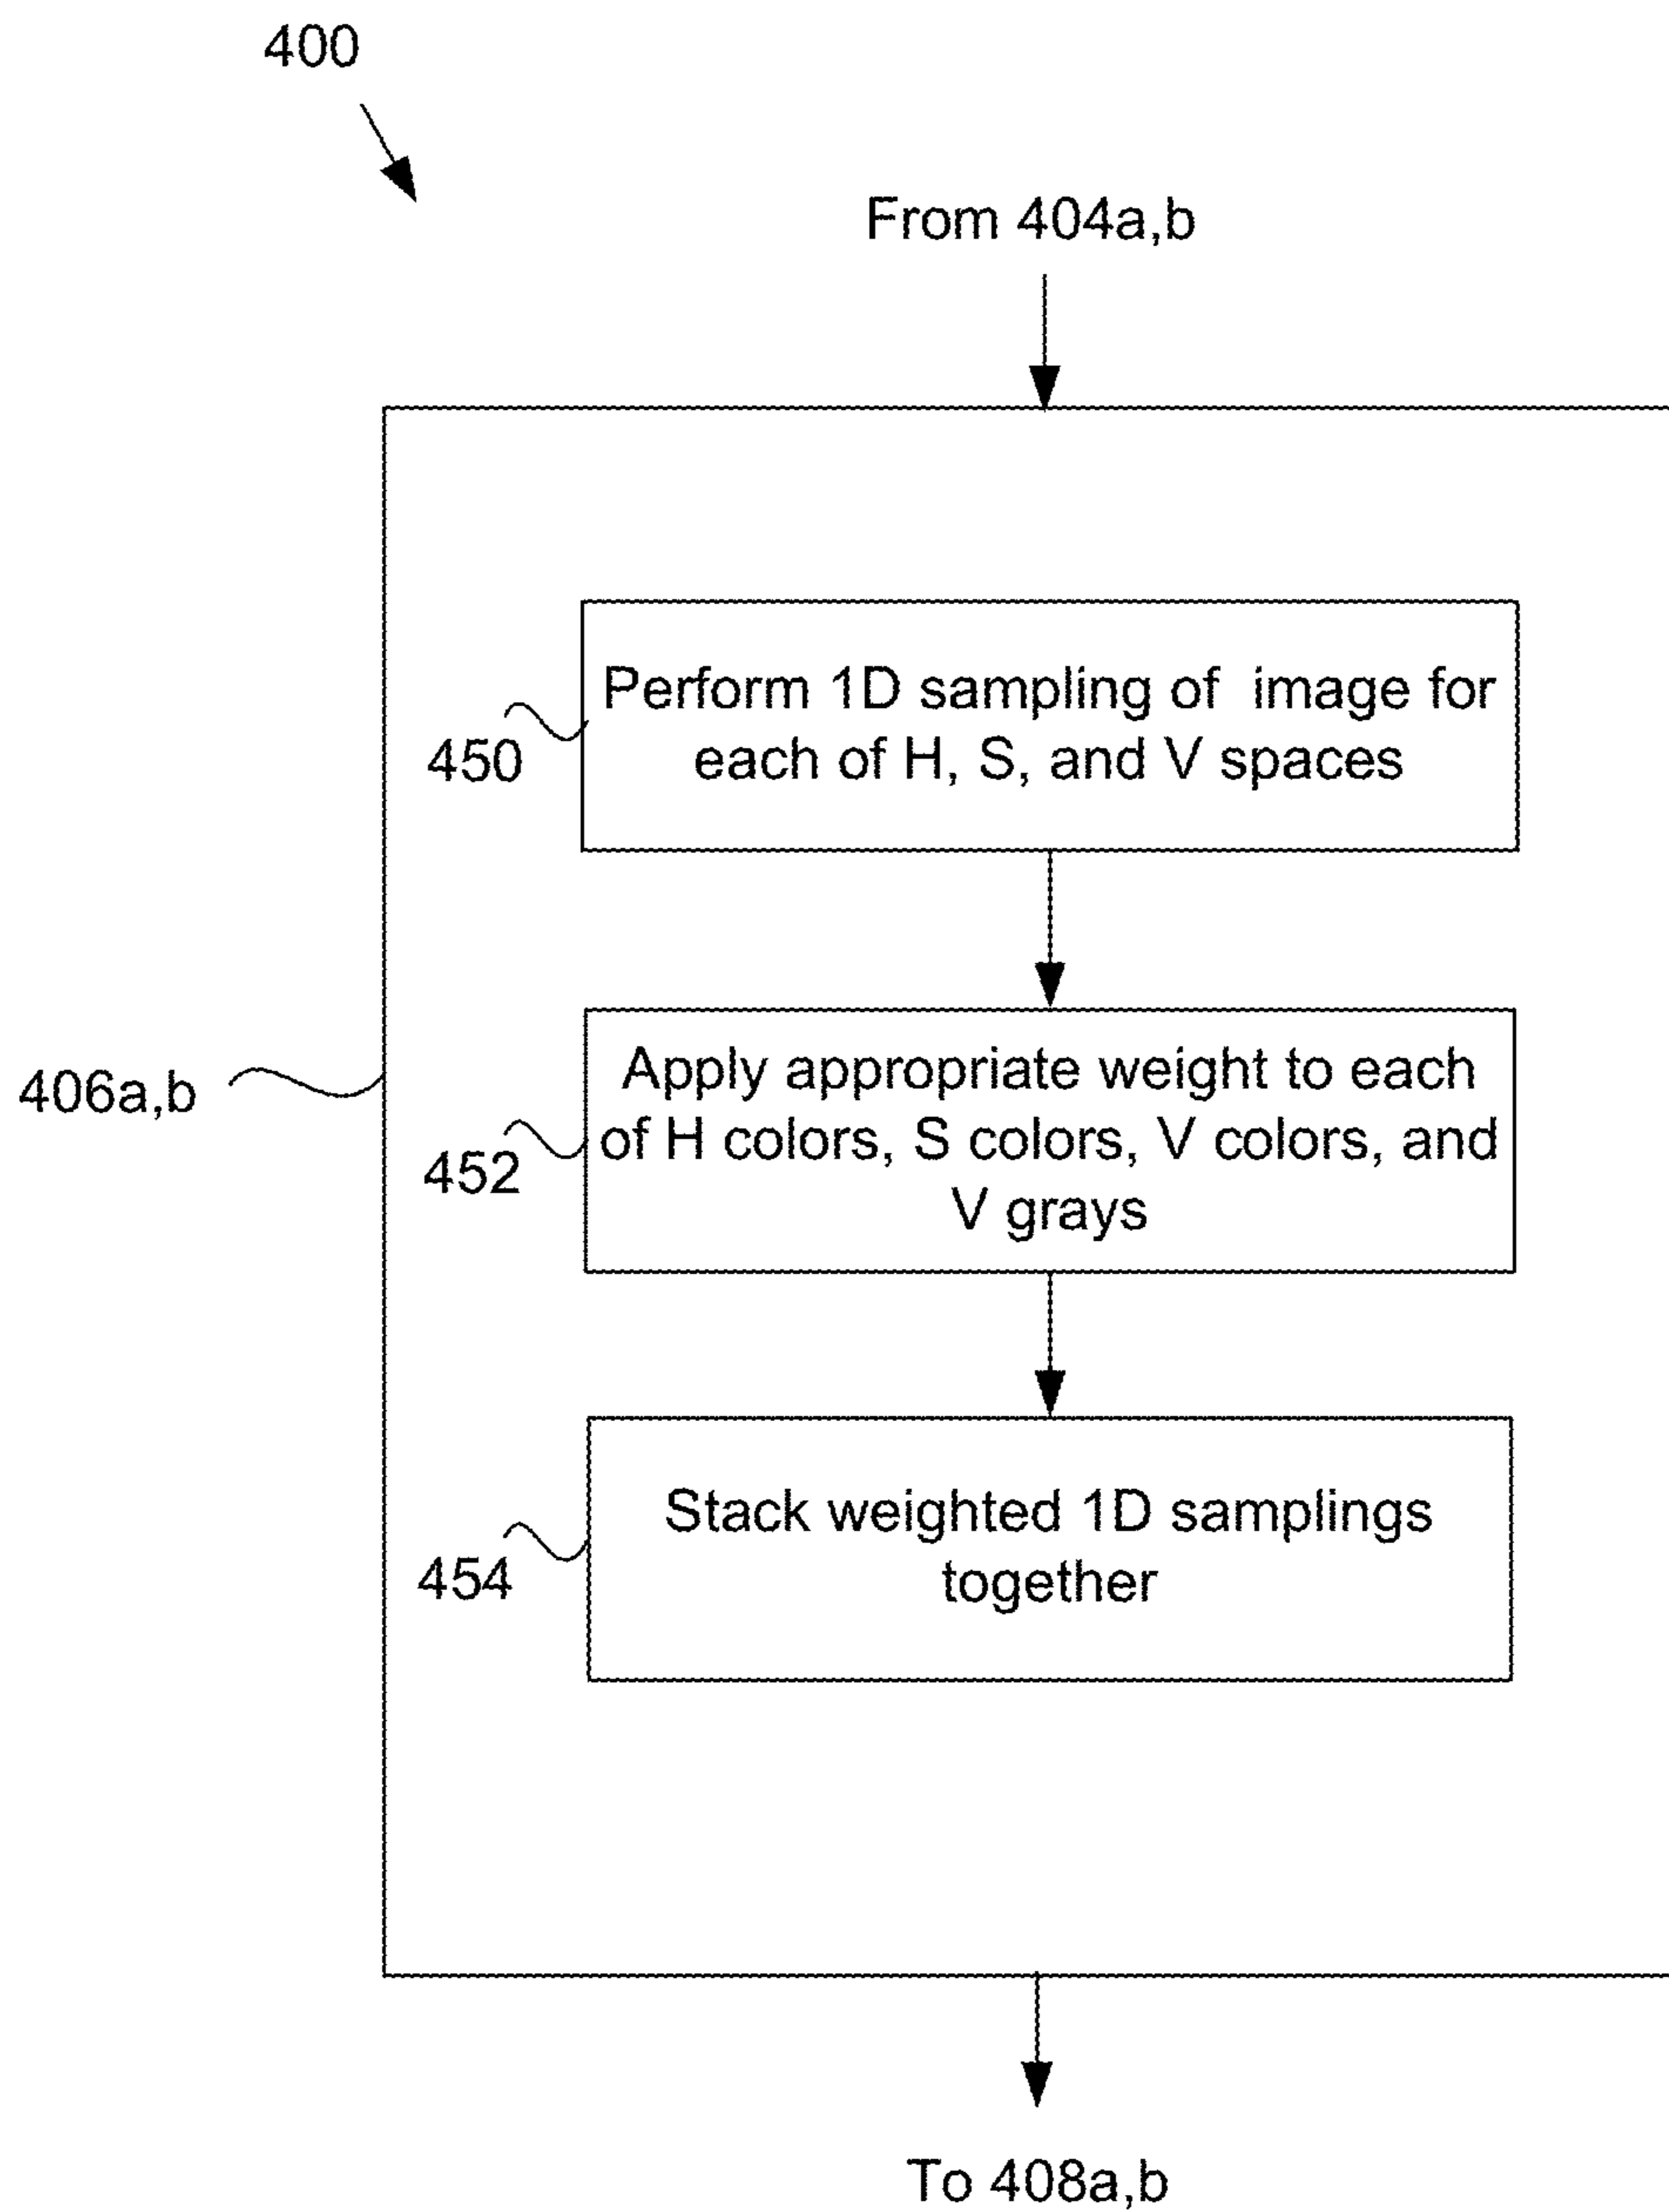 400
From 404a,b
Perform 1D sampling of image for
each of H, S, and V spaces
450
Apply appropriate weight to each
of H colors, S colors, V colors, and
V grays
406a,b
452
Stack weighted 1D samplings
together
454
To 408a,b